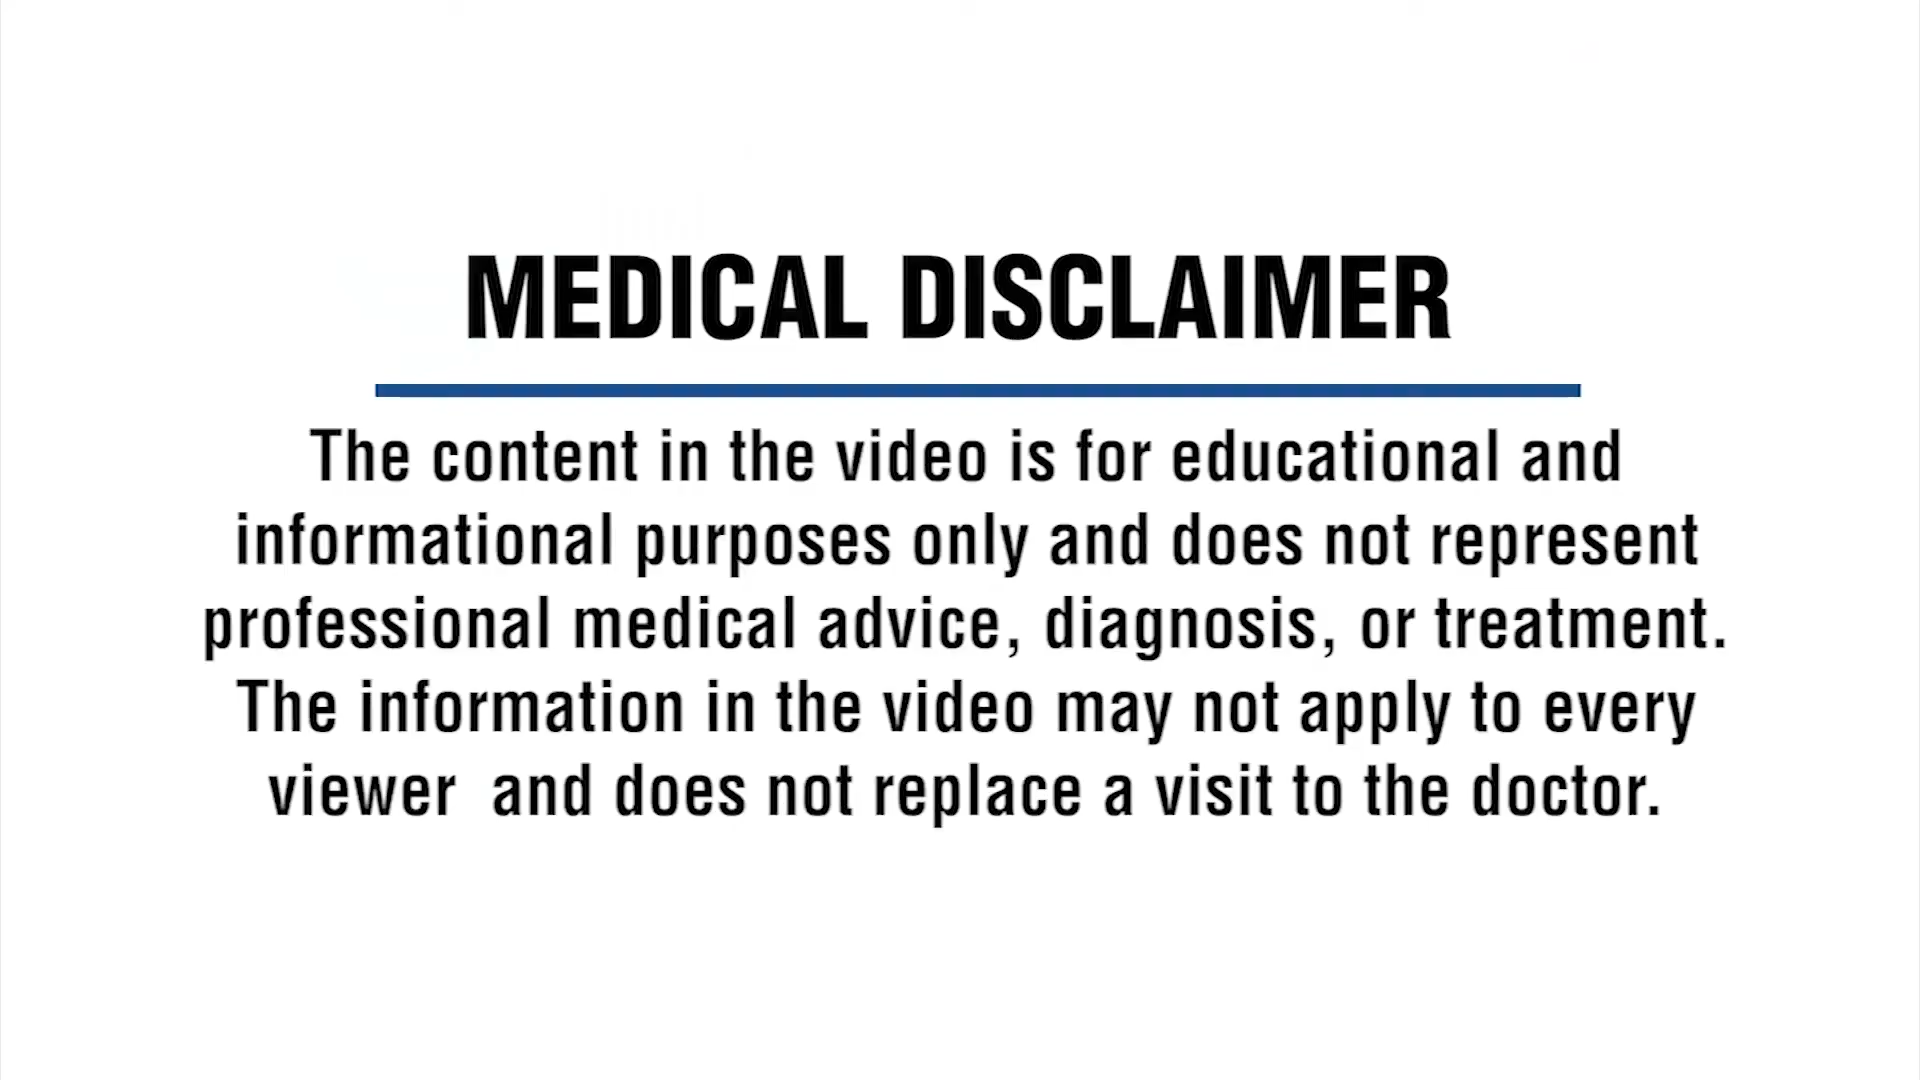 MEDICAL DISCLAIMER
The content in the video is for educational and
informational purposes only and does not represent
professional medical advice, diagnosis, or treatment.
The information in the video may not apply to every
viewer  and does not replace a visit to the doctor.